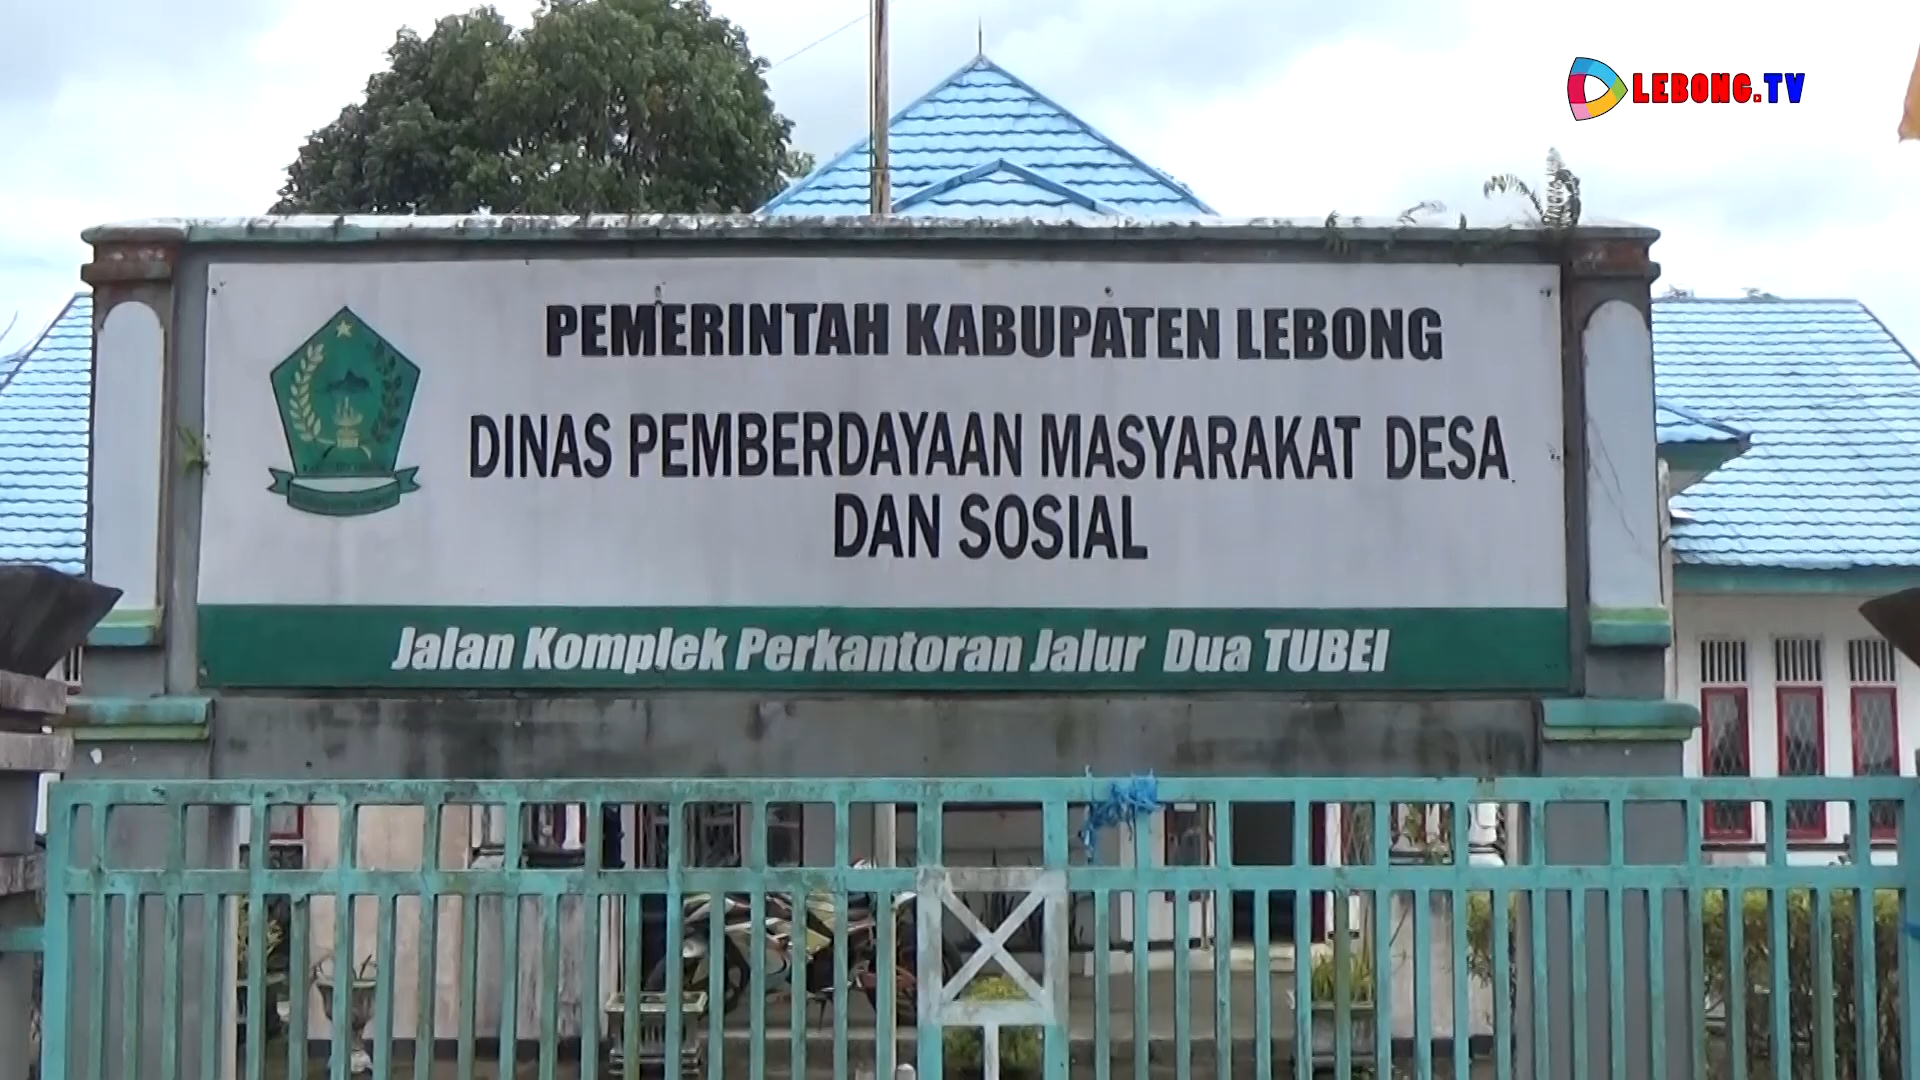 LEBONG.TV
PEMERINTAH KABUPATEN LEBONG
DINAS PEMBERDAYAAN MASYARAKAT DESA
DAN SOSIAL
Jalan Komplek Perkantoran Jalur Dua TUBEI